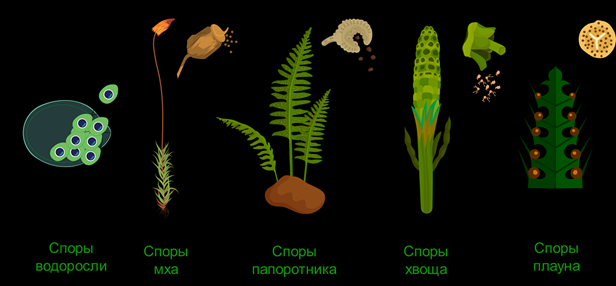 Споры
водоросли
Споры
мха
Споры
папоротника
Споры
хвоща
Споры
плауна